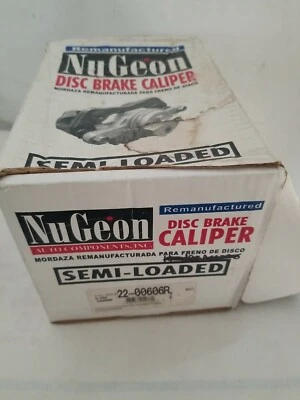 Remanufactured
NuGeon
DISC BRAKE CALIPER
MORDAZA REMANUFACTURADA PARA FRENO DE DISCO
SEMI-LOADED
NuGeon
AUTO COMPONENTS, INC.
Remanufactured
DISC BRAKE
CALIPER
MORDAZA REMANUFACTURADA PARA FRENO DE DISCO
SEMI-LOADED
22-00606R